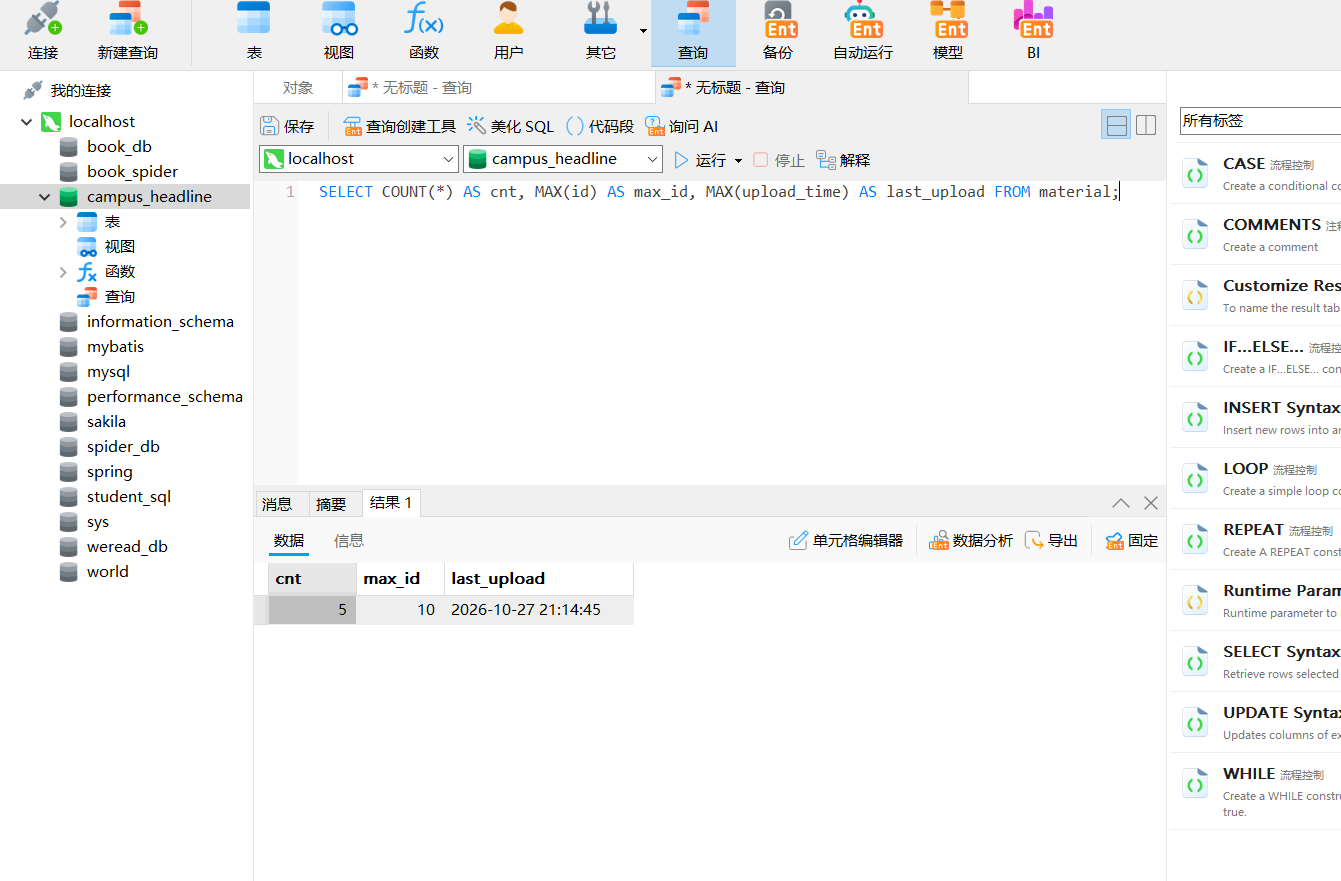 连接 新建查询 表 视图 函数 用户 其它 查询 备份 自动运行 模型 BI
Ent Ent Ent Ent
我的连接
localhost
book_db
book_spider
campus_headline
表
视图
函数
查询
information_schema
mybatis
mysql
performance_schema
sakila
spider_db
spring
student_sql
sys
weread_db
world
对象 * 无标题 - 查询 * 无标题 - 查询
保存 查询创建工具 美化 SQL 代码段 询问 AI
localhost campus_headline 运行 停止 解释
1 SELECT COUNT(*) AS cnt, MAX(id) AS max_id, MAX(upload_time) AS last_upload FROM material;
消息 摘要 结果 1
数据 信息 单元格编辑器 数据分析 导出 固定
cnt max_id last_upload
5 10 2026-10-27 21:14:45
所有标签
CASE 流程控制
Create a conditional co
COMMENTS 注释
Create a comment
Customize Res
To name the result tab
IF...ELSE... 流程控
Create a IF...ELSE... con
INSERT Syntax
Insert new rows into an
LOOP 流程控制
Create a simple loop co
REPEAT 流程控制
Create A REPEAT const
Runtime Param
Runtime parameter to
SELECT Syntax
Retrieve rows selected
UPDATE Syntax
Updates columns of ex
WHILE 流程控制
Create a WHILE constru
true.